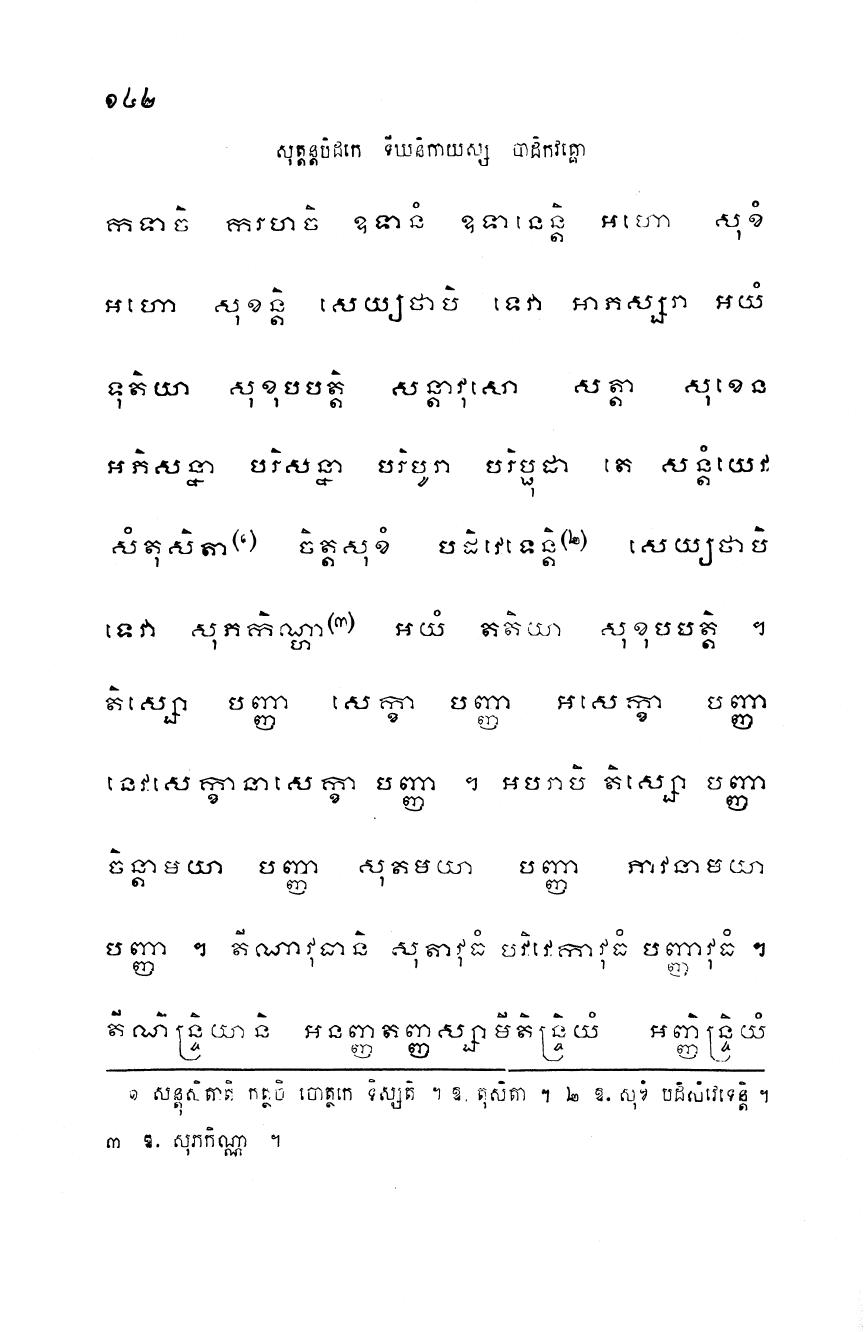 ១៤២
សុត្តន្តបិដកេ ទីឃនិកាយស្ស បាដិកវគ្គោ
កទាចិ ករហចិ ឧទានំ ឧទានេន្តិ អហោ សុខំ
អហោ សុខន្តិ សេយ្យថាបិ ទេវា អាភស្សរា អយំ
ទុតិយា សុខុបបត្តិ សន្តាវុសោ សត្តា សុខេន
អភិសន្នា បរិសន្នា បរិបូរា បរិប្ផុដា តេ សន្តំយេវ
សំតុសិតា(១) ចិត្តសុខំ បដិវេទេន្តិ(២) សេយ្យថាបិ
ទេវា សុភកិណ្ហា(៣) អយំ តតិយា សុខុបបត្តិ ។
តិស្សោ បញ្ញា សេក្ខា បញ្ញា អសេក្ខា បញ្ញា
នេវសេក្ខានាសេក្ខា បញ្ញា ។ អបរាបិ តិស្សោ បញ្ញា
ចិន្តាមយា បញ្ញា សុតមយា បញ្ញា ភាវនាមយា
បញ្ញា ។ តីណាវុធានិ សុតាវុធំ បវិវេកាវុធំ បញ្ញាវុធំ ។
តីណិន្ទ្រិយានិ អនញ្ញតញ្ញស្សាមីតិន្ទ្រិយំ អញ្ញិន្ទ្រិយំ
១ សន្តុសិតាតិ កត្ថចិ បោត្ថកេ ទិស្សតិ ។ ឱ. តុសិតា ។ ២ ឱ. សុខំ បដិសំវេទេន្តិ ។
៣ ឱ. សុភកិណ្ណា ។